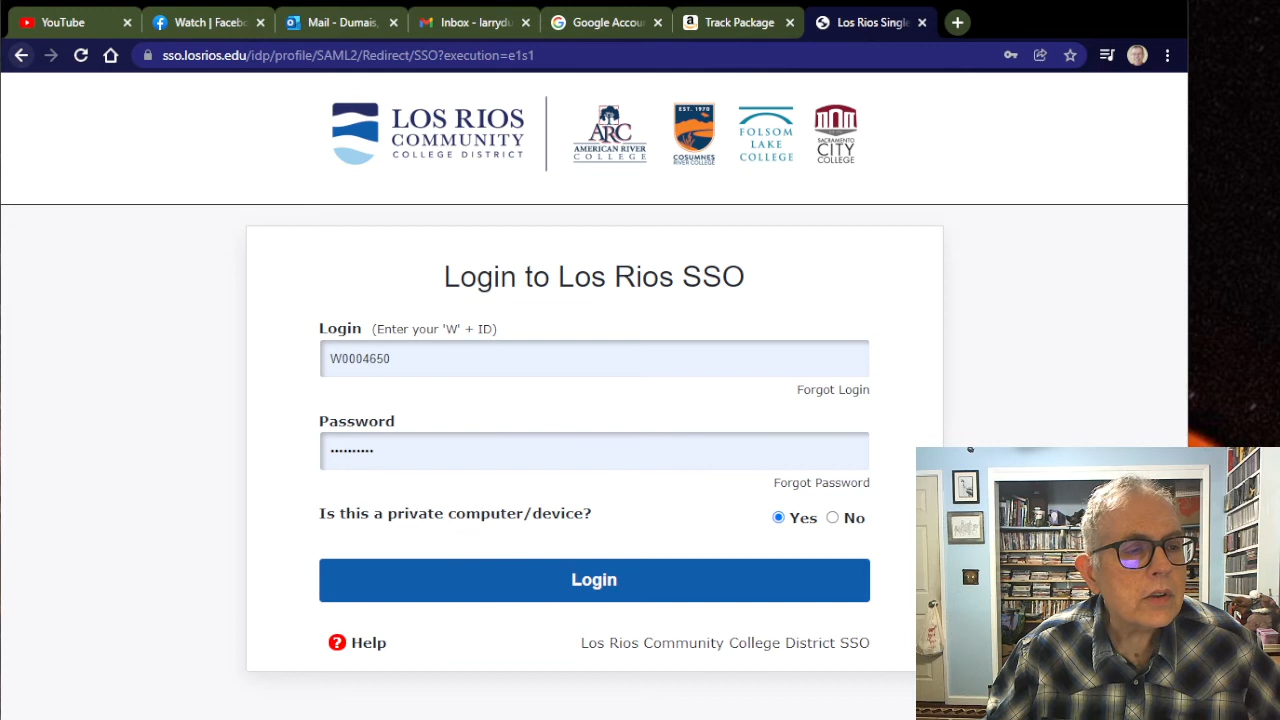 YouTube
Watch | Facebo
Mail - Dumais,
Inbox - larrydu
Google Accou
Track Package
Los Rios Single
sso.losrios.edu/idp/profile/SAML2/Redirect/SSO?execution=e1s1
LOS RIOS
COMMUNITY
COLLEGE DISTRICT
ARC
AMERICAN RIVER
COLLEGE
EST. 1970
COSUMNES
RIVER COLLEGE
FOLSOM
LAKE
COLLEGE
SACRAMENTO
CITY
COLLEGE
Login to Los Rios SSO
Login (Enter your 'W' + ID)
W0004650
Forgot Login
Password
••••••••••
Forgot Password
Is this a private computer/device? Yes No
Login
? Help
Los Rios Community College District SSO